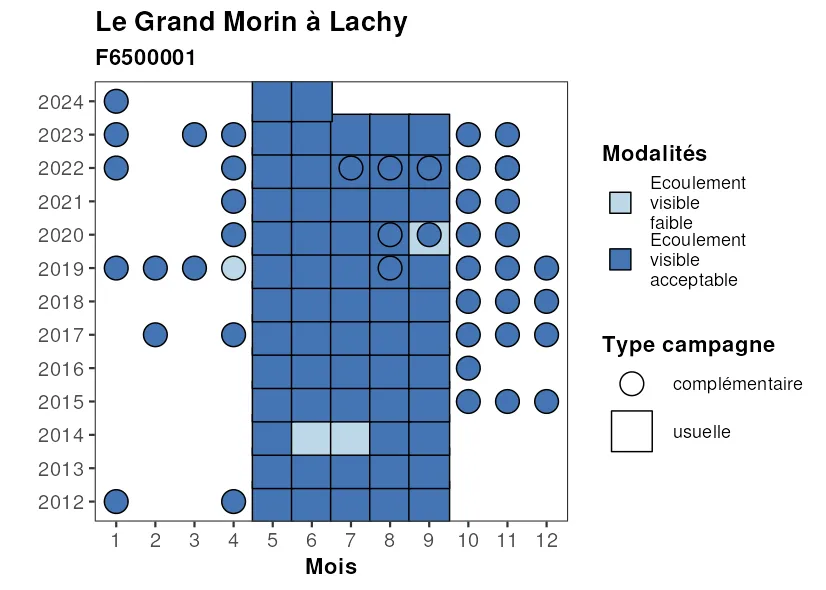 Le Grand Morin à Lachy
F6500001
2024
2023
2022
2021
2020
2019
2018
2017
2016
2015
2014
2013
2012
1 2 3 4 5 6 7 8 9 10 11 12
Mois
Modalités
Ecoulement
visible
faible
Ecoulement
visible
acceptable
Type campagne
complémentaire
usuelle